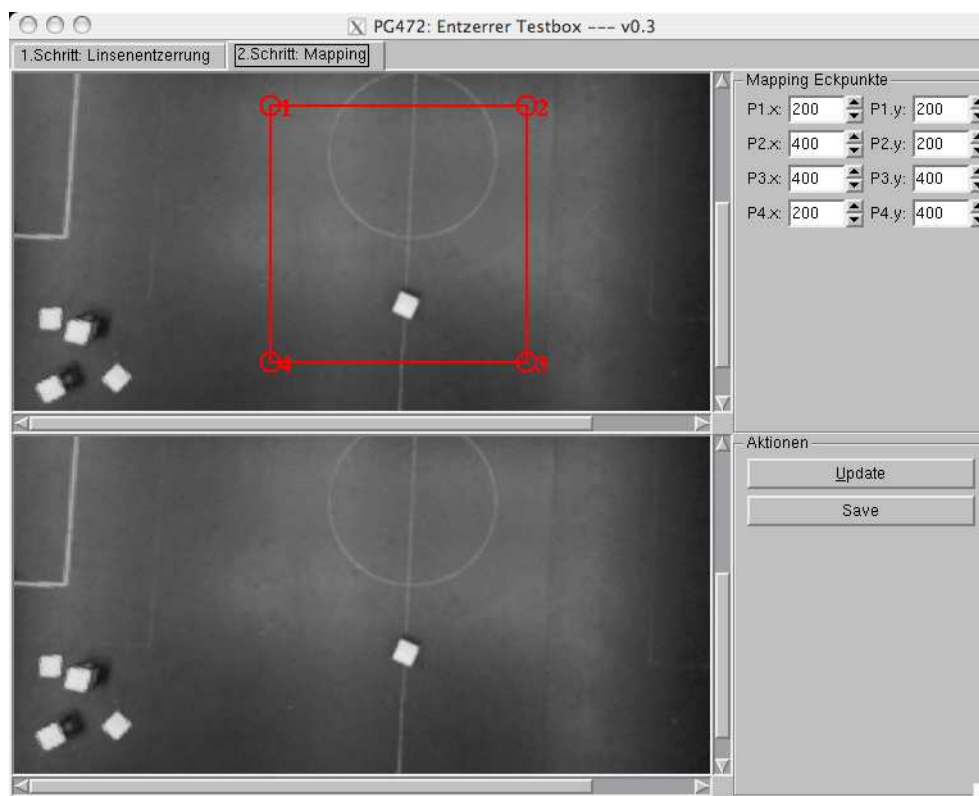 X PG472: Entzerrer Testbox --- v0.3
1.Schritt: Linsenentzerrung 2.Schritt: Mapping
1 2
4 3
Mapping Eckpunkte
P1.x: 200 P1.y: 200
P2.x: 400 P2.y: 200
P3.x: 400 P3.y: 400
P4.x: 200 P4.y: 400
Aktionen
Update
Save